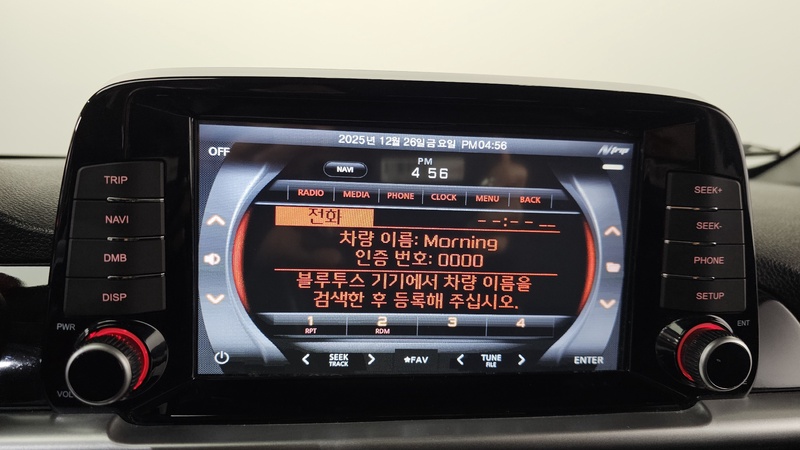 2025년 12월 26일 금 요일 PM 04:56
OFF
NAVI
PM
4 56
RADIO MEDIA PHONE CLOCK MENU BACK
전화 --:-- --
차량 이름: Morning
인증 번호: 0000
블루투스 기기에서 차량 이름을
검색한 후 등록해 주십시오.
1 2 3 4
RPT RDM
SEEK
TRACK
★FAV
TUNE
FILE
ENTER
TRIP
NAVI
DMB
DISP
PWR
VOL
SEEK+
SEEK-
PHONE
SETUP
ENT